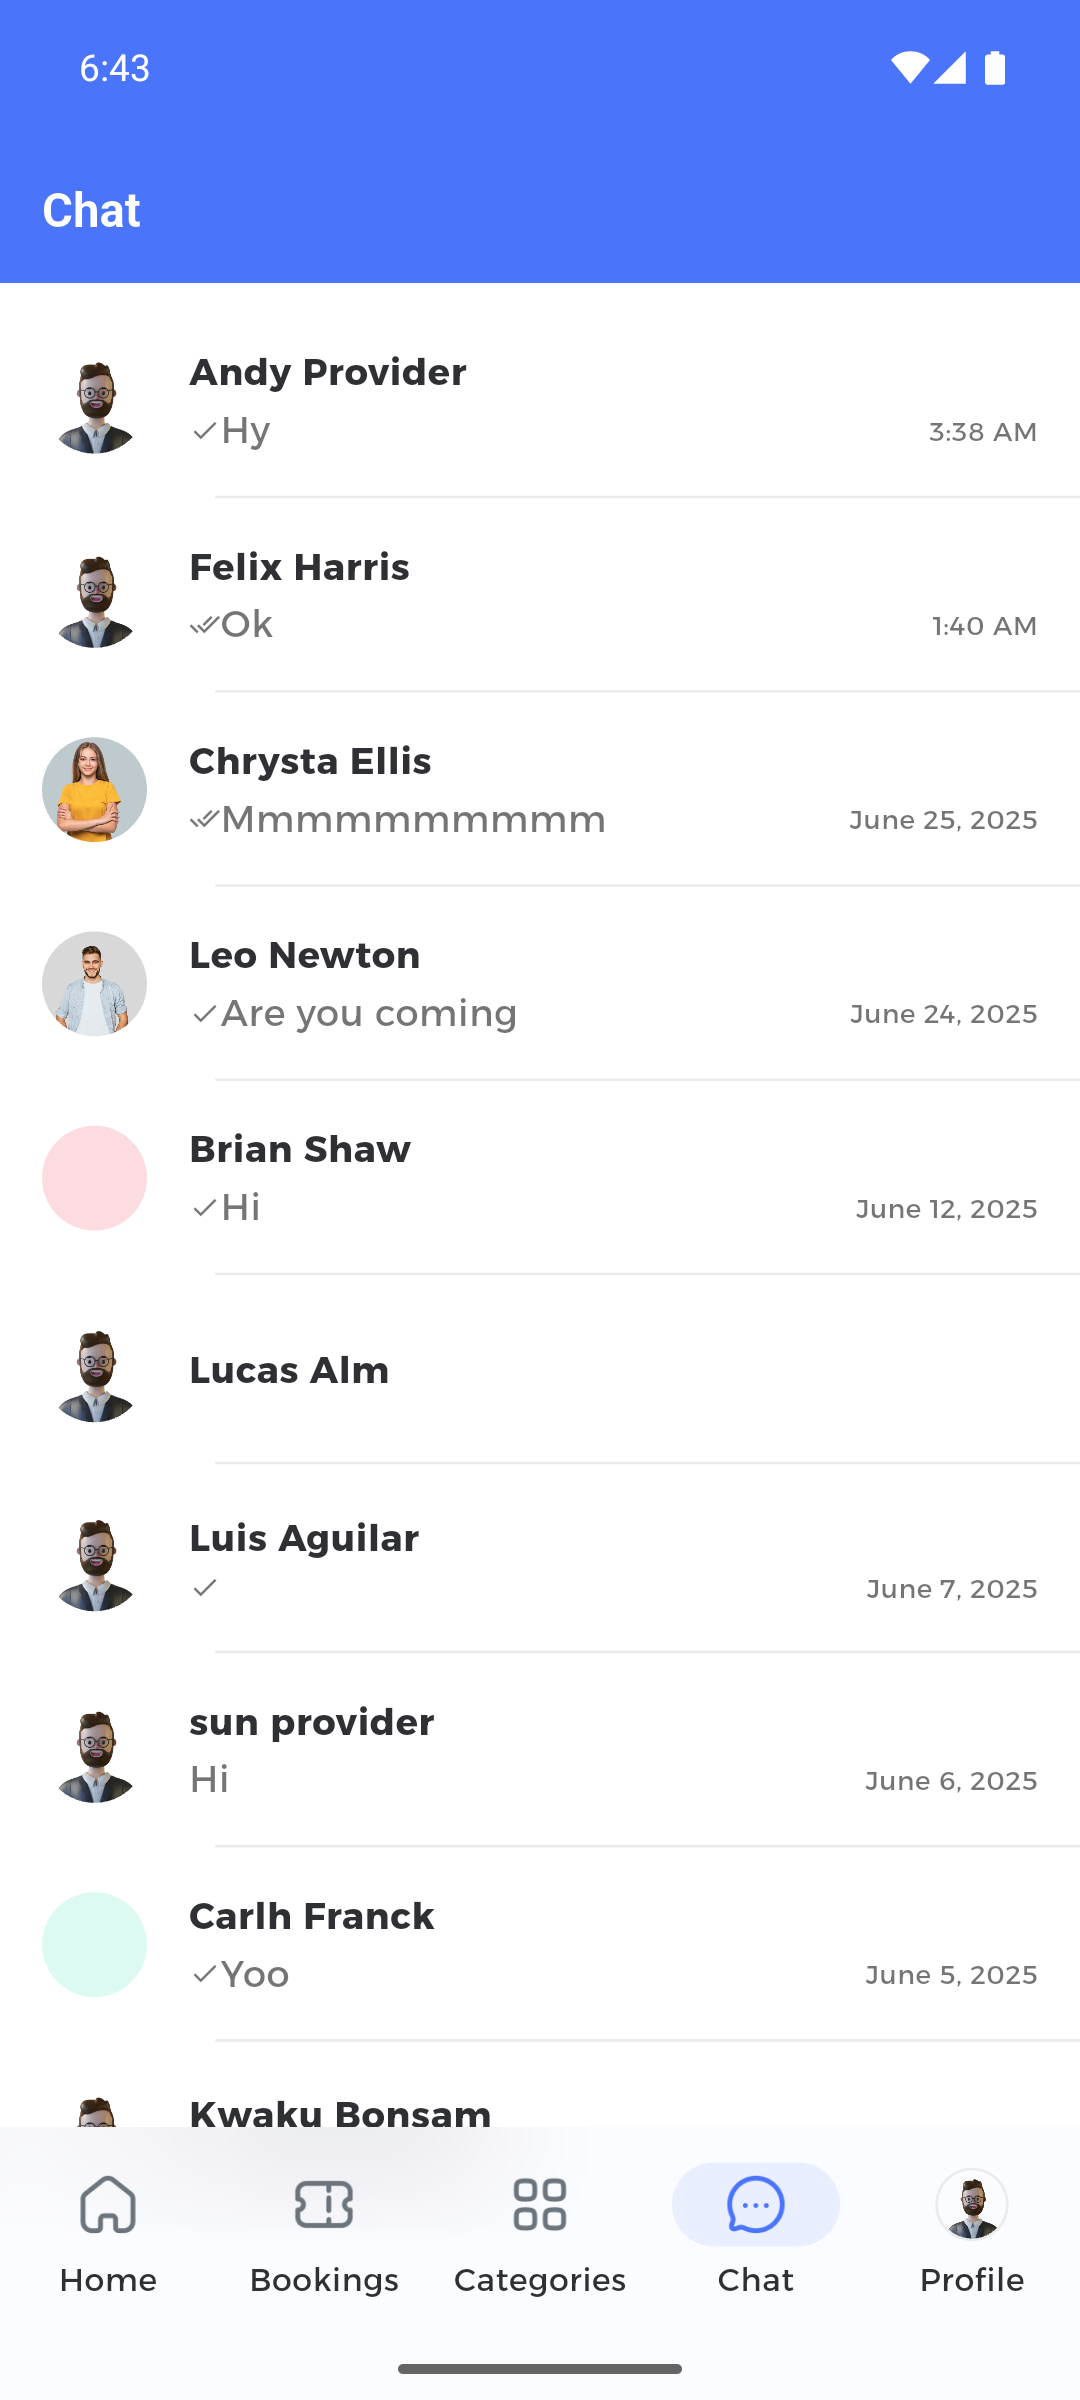 6:43
Chat
Andy Provider
Hy
3:38 AM
Felix Harris
Ok
1:40 AM
Chrysta Ellis
Mmmmmmmmmm
June 25, 2025
Leo Newton
Are you coming
June 24, 2025
Brian Shaw
Hi
June 12, 2025
Lucas Alm
Luis Aguilar
June 7, 2025
sun provider
Hi
June 6, 2025
Carlh Franck
Yoo
June 5, 2025
Kwaku Bonsam
Home
Bookings
Categories
Chat
Profile